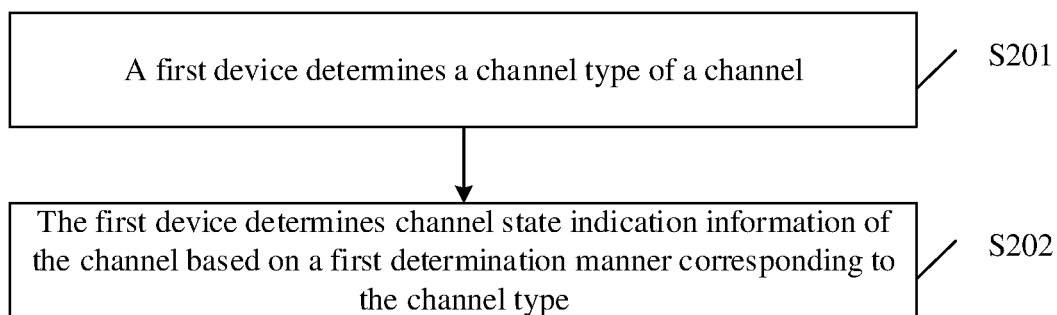 A first device determines a channel type of a channel
S201
The first device determines channel state indication information of
the channel based on a first determination manner corresponding to
the channel type
S202